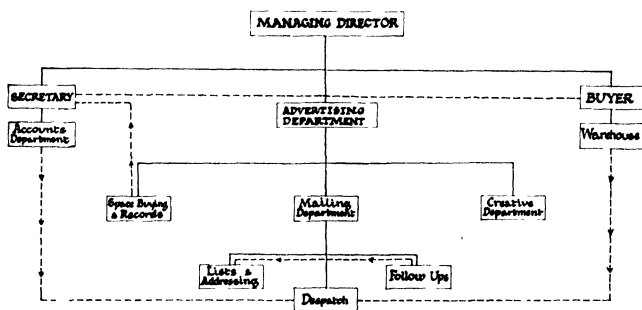 MANAGING DIRECTOR
SECRETARY
ADVERTISING
DEPARTMENT
BUYER
Accounts
Department
Warehouse
Space Buying
& Records
Mailing
Department
Creative
Department
Lists &
Addressing
Follow Ups
Despatch